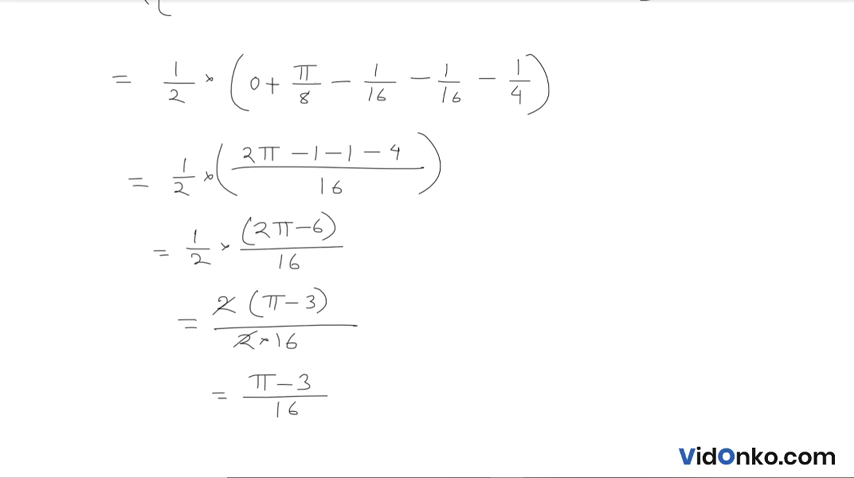 = 1/2 × (0 + π/8 − 1/16 − 1/16 − 1/4)
= 1/2 × ((2π − 1 − 1 − 4)/16)
= 1/2 × (2π − 6)/16
= 2(π − 3)/(2 × 16)
= (π − 3)/16
VidOnko.com